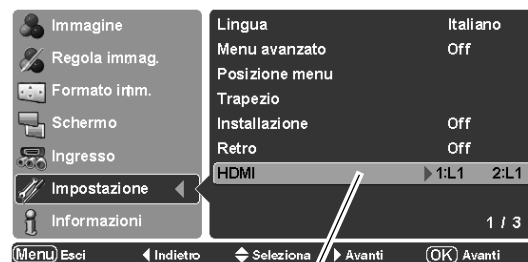 Immagine
Regola immag.
Formato imm.
Schermo
Ingresso
Impostazione
Informazioni
Lingua Italiano
Menu avanzato Off
Posizione menu
Trapezio
Installazione Off
Retro Off
HDMI 1:L1 2:L1
1 / 3
Menu Esci Indietro Seleziona Avanti OK Avanti